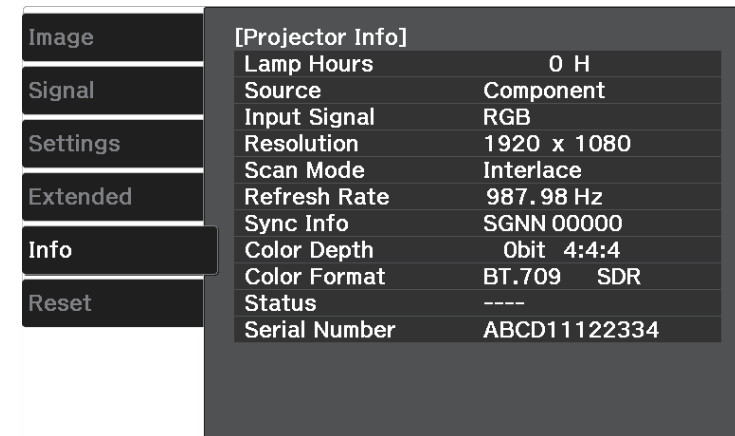 Image
Signal
Settings
Extended
Info
Reset
[Projector Info]
Lamp Hours 0 H
Source Component
Input Signal RGB
Resolution 1920 x 1080
Scan Mode Interlace
Refresh Rate 987.98 Hz
Sync Info SGNN 00000
Color Depth 0bit 4:4:4
Color Format BT.709 SDR
Status ----
Serial Number ABCD11122334